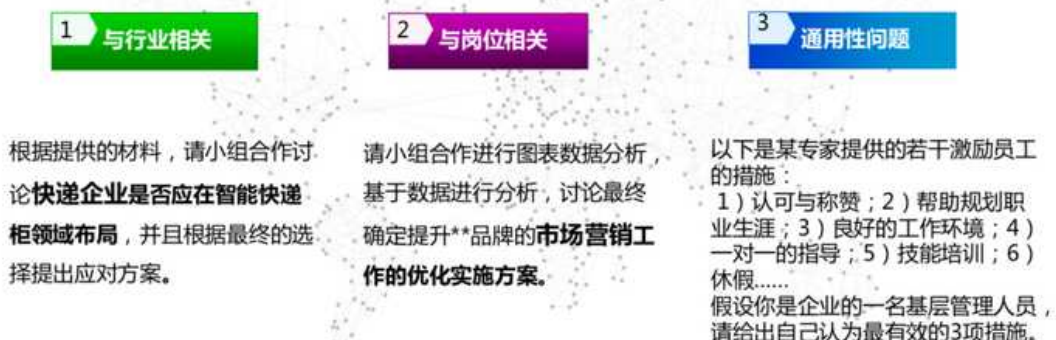 1 与行业相关
2 与岗位相关
3 通用性问题
根据提供的材料，请小组合作讨
论快递企业是否应在智能快递
柜领域布局，并且根据最终的选
择提出应对方案。
请小组合作进行图表数据分析，
基于数据进行分析，讨论最终
确定提升**品牌的市场营销工
作的优化实施方案。
以下是某专家提供的若干激励员工
的措施：
1）认可与称赞；2）帮助规划职
业生涯；3）良好的工作环境；4）
一对一的指导；5）技能培训；6）
休假......
假设你是企业的一名基层管理人员，
请给出自己认为最有效的3项措施。